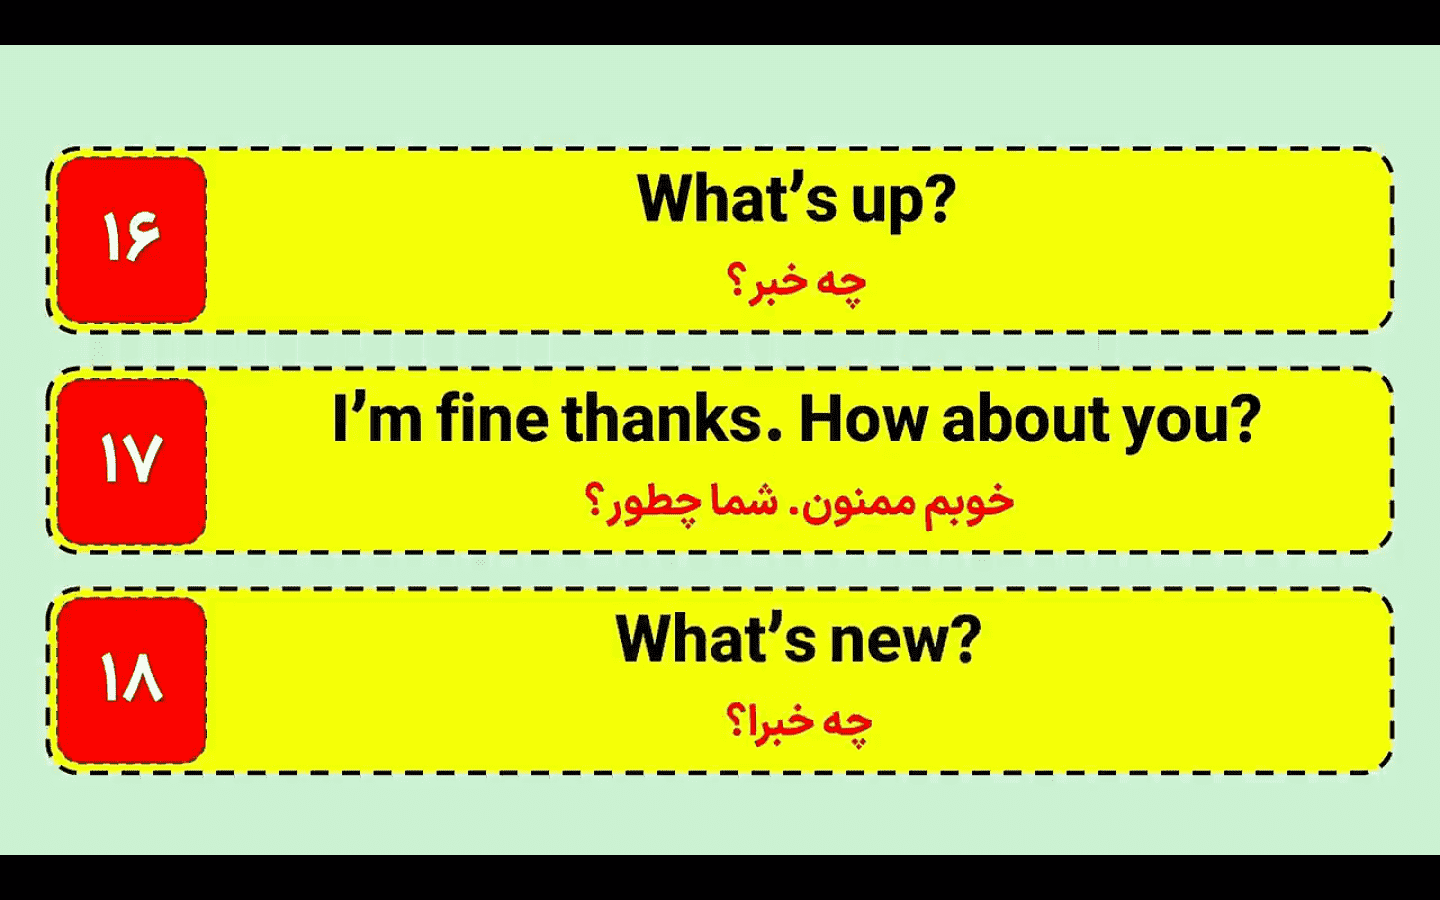 ۱۶
What’s up?
چه خبر؟
۱۷
I’m fine thanks. How about you?
خوبم ممنون. شما چطور؟
۱۸
What’s new?
چه خبرا؟